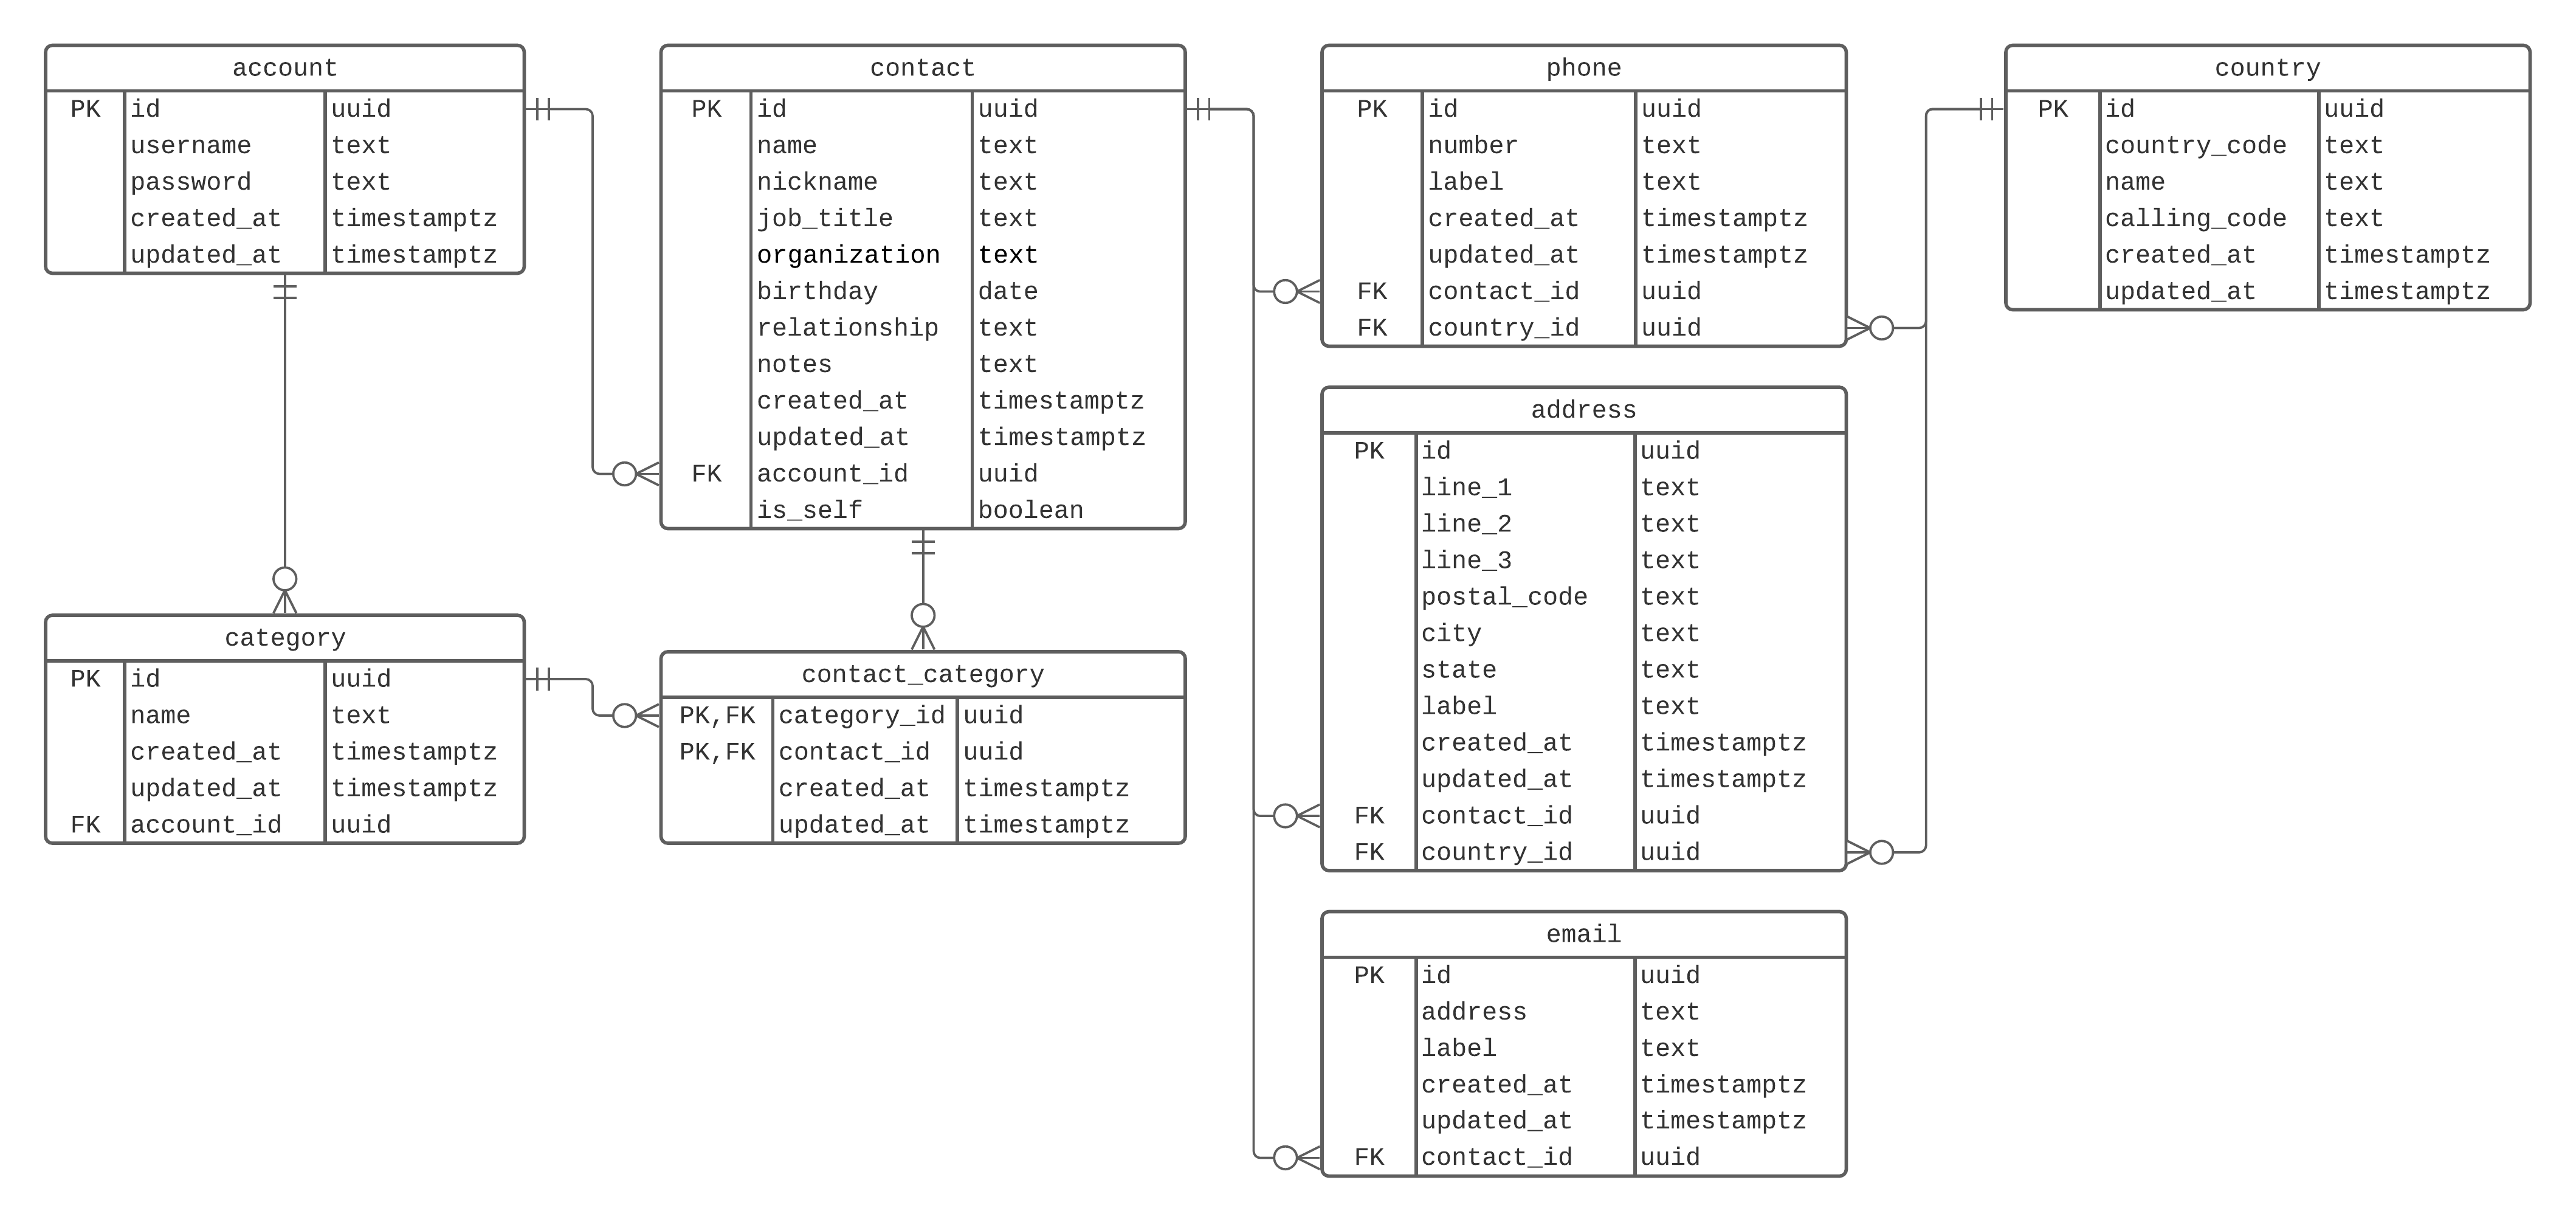 account
PK id uuid
username text
password text
created_at timestamptz
updated_at timestamptz
contact
PK id uuid
name text
nickname text
job_title text
organization text
birthday date
relationship text
notes text
created_at timestamptz
updated_at timestamptz
FK account_id uuid
is_self boolean
phone
PK id uuid
number text
label text
created_at timestamptz
updated_at timestamptz
FK contact_id uuid
FK country_id uuid
country
PK id uuid
country_code text
name text
calling_code text
created_at timestamptz
updated_at timestamptz
address
PK id uuid
line_1 text
line_2 text
line_3 text
postal_code text
city text
state text
label text
created_at timestamptz
updated_at timestamptz
FK contact_id uuid
FK country_id uuid
category
PK id uuid
name text
created_at timestamptz
updated_at timestamptz
FK account_id uuid
contact_category
PK,FK category_id uuid
PK,FK contact_id uuid
created_at timestamptz
updated_at timestamptz
email
PK id uuid
address text
label text
created_at timestamptz
updated_at timestamptz
FK contact_id uuid